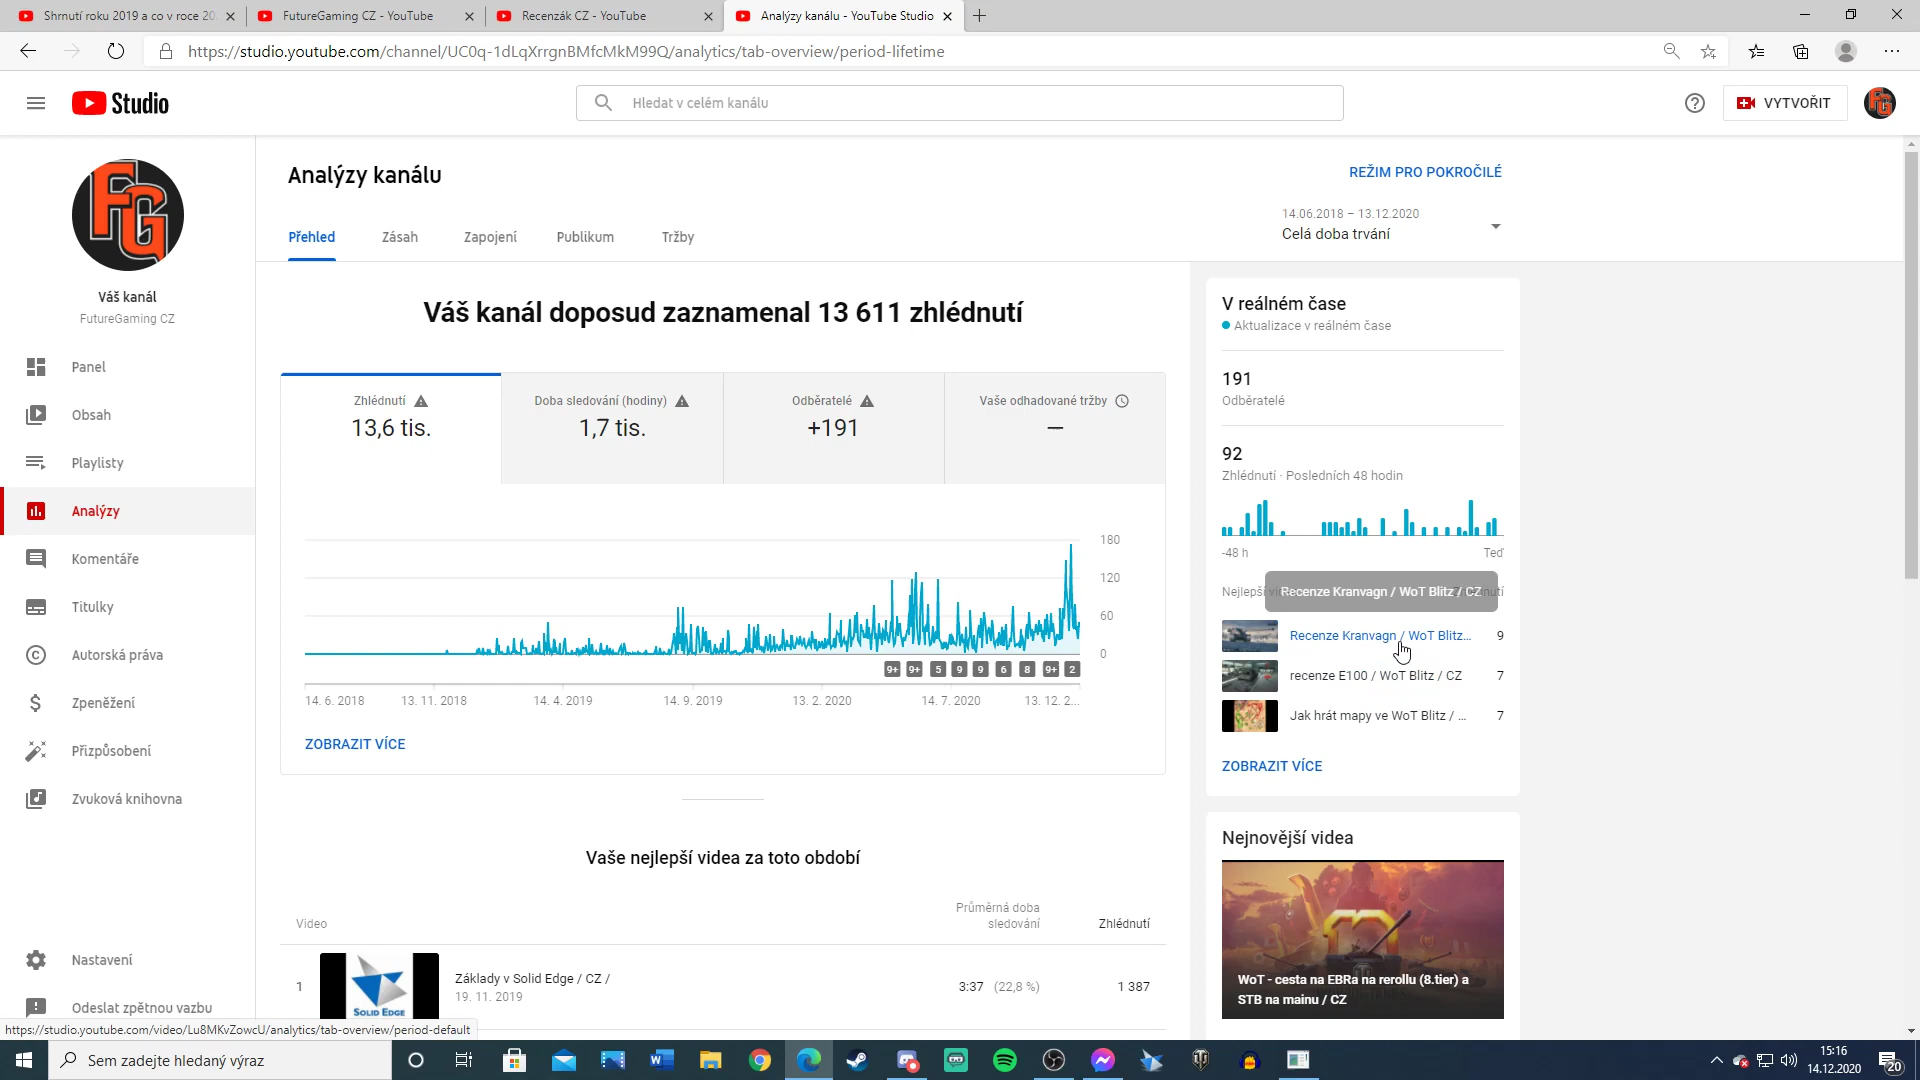 Shrnutí roku 2019 a co v roce 20
FutureGaming CZ - YouTube
Recenzák CZ - YouTube
Analýzy kanálu - YouTube Studio
https://studio.youtube.com/channel/UC0q-1dLqXrrgnBMfcMkM99Q/analytics/tab-overview/period-lifetime
Studio
Hledat v celém kanálu
VYTVOŘIT
FG
Váš kanál
FutureGaming CZ
Panel
Obsah
Playlisty
Analýzy
Komentáře
Titulky
Autorská práva
Zpeněžení
Přizpůsobení
Zvuková knihovna
Nastavení
Odeslat zpětnou vazbu
Analýzy kanálu
REŽIM PRO POKROČILÉ
Přehled
Zásah
Zapojení
Publikum
Tržby
14.06.2018 – 13.12.2020
Celá doba trvání
Váš kanál doposud zaznamenal 13 611 zhlédnutí
Zhlédnutí
13,6 tis.
Doba sledování (hodiny)
1,7 tis.
Odběratelé
+191
Vaše odhadované tržby
—
180
120
60
0
9+ 9+ 5 9 9 6 8 9+ 2
14. 6. 2018
13. 11. 2018
14. 4. 2019
14. 9. 2019
13. 2. 2020
14. 7. 2020
13. 12. 2...
ZOBRAZIT VÍCE
Vaše nejlepší videa za toto období
Video
Průměrná doba
sledování
Zhlédnutí
1
SOLID EDGE
Základy v Solid Edge / CZ /
19. 11. 2019
3:37 (22,8 %)
1 387
V reálném čase
Aktualizace v reálném čase
191
Odběratelé
92
Zhlédnutí · Posledních 48 hodin
-48 h
Teď
Nejlepší
Recenze Kranvagn / WoT Blitz / CZ
Recenze Kranvagn / WoT Blitz...
9
recenze E100 / WoT Blitz / CZ
7
Jak hrát mapy ve WoT Blitz / ...
7
ZOBRAZIT VÍCE
Nejnovější videa
WoT - cesta na EBRa na rerollu (8.tier) a
STB na mainu / CZ
https://studio.youtube.com/video/Lu8MKvZowcU/analytics/tab-overview/period-default
Sem zadejte hledaný výraz
15:16
14.12.2020
20